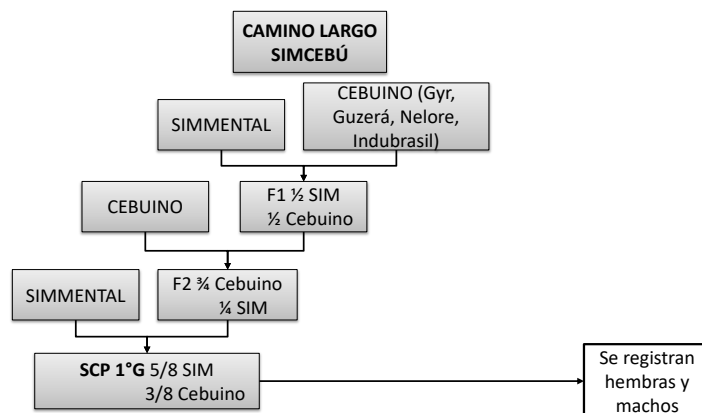 CAMINO LARGO
SIMCEBÚ
CEBUINO (Gyr,
Guzerá, Nelore,
Indubrasil)
SIMMENTAL
CEBUINO
F1 ½ SIM
½ Cebuino
SIMMENTAL
F2 ¾ Cebuino
¼ SIM
SCP 1°G 5/8 SIM
3/8 Cebuino
Se registran
hembras y
machos